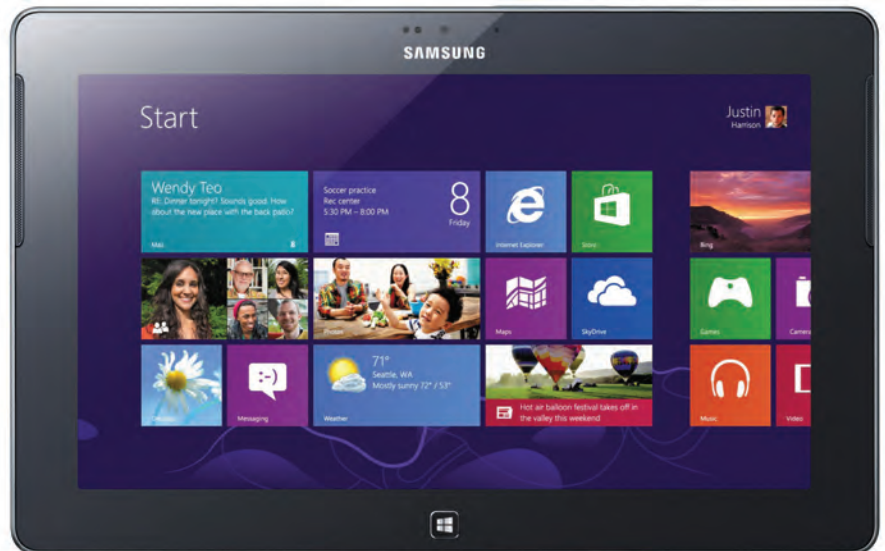 SAMSUNG
Start
Justin
Harrison
Wendy Teo
RE: Dinner tonight? Sounds good. How
about the new place with the back patio?
Mail
8
Soccer practice
Rec center
5:30 PM – 8:00 PM
8
Friday
Internet Explorer
Store
Bing
Photos
Maps
SkyDrive
Games
Camera
:-)
Messaging
71°
Seattle, WA
Mostly sunny 72° / 53°
Weather
Hot air balloon festival takes off in
the valley this weekend
Music
Video